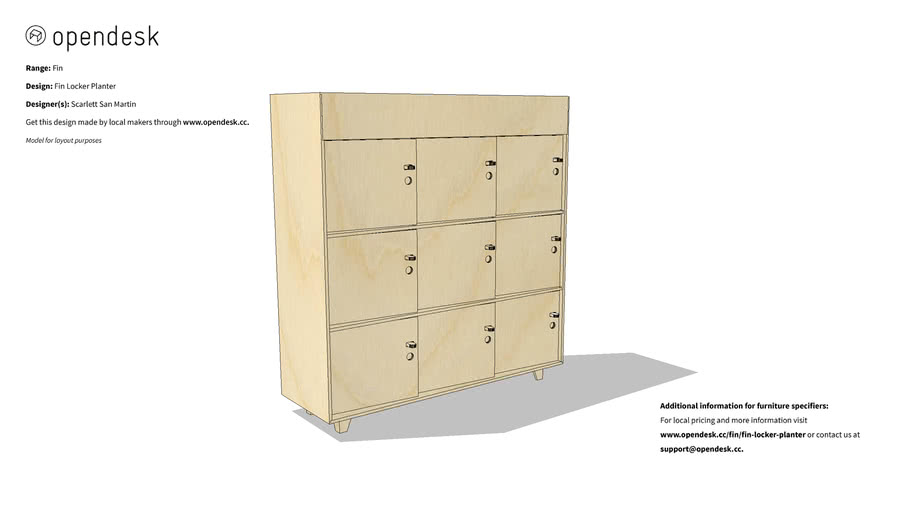 opendesk
Range: Fin
Design: Fin Locker Planter
Designer(s): Scarlett San Martin
Get this design made by local makers through www.opendesk.cc.
Model for layout purposes
Additional information for furniture specifiers:
For local pricing and more information visit
www.opendesk.cc/fin/fin-locker-planter or contact us at
support@opendesk.cc.